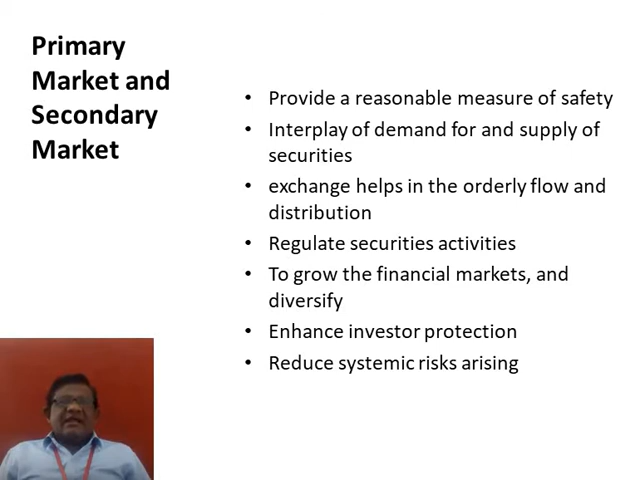 Primary
Market and
Secondary
Market
• Provide a reasonable measure of safety
• Interplay of demand for and supply of
securities
• exchange helps in the orderly flow and
distribution
• Regulate securities activities
• To grow the financial markets, and
diversify
• Enhance investor protection
• Reduce systemic risks arising